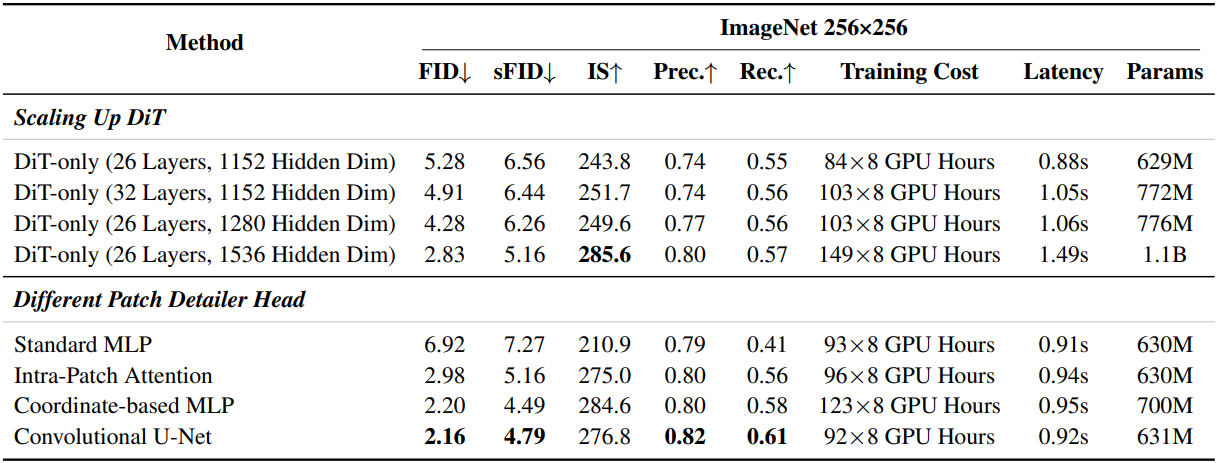 Method ImageNet 256×256
FID↓ sFID↓ IS↑ Prec.↑ Rec.↑ Training Cost Latency Params
Scaling Up DiT
DiT-only (26 Layers, 1152 Hidden Dim) 5.28 6.56 243.8 0.74 0.55 84×8 GPU Hours 0.88s 629M
DiT-only (32 Layers, 1152 Hidden Dim) 4.91 6.44 251.7 0.74 0.56 103×8 GPU Hours 1.05s 772M
DiT-only (26 Layers, 1280 Hidden Dim) 4.28 6.26 249.6 0.77 0.56 103×8 GPU Hours 1.06s 776M
DiT-only (26 Layers, 1536 Hidden Dim) 2.83 5.16 285.6 0.80 0.57 149×8 GPU Hours 1.49s 1.1B
Different Patch Detailer Head
Standard MLP 6.92 7.27 210.9 0.79 0.41 93×8 GPU Hours 0.91s 630M
Intra-Patch Attention 2.98 5.16 275.0 0.80 0.56 96×8 GPU Hours 0.94s 630M
Coordinate-based MLP 2.20 4.49 284.6 0.80 0.58 123×8 GPU Hours 0.95s 700M
Convolutional U-Net 2.16 4.79 276.8 0.82 0.61 92×8 GPU Hours 0.92s 631M